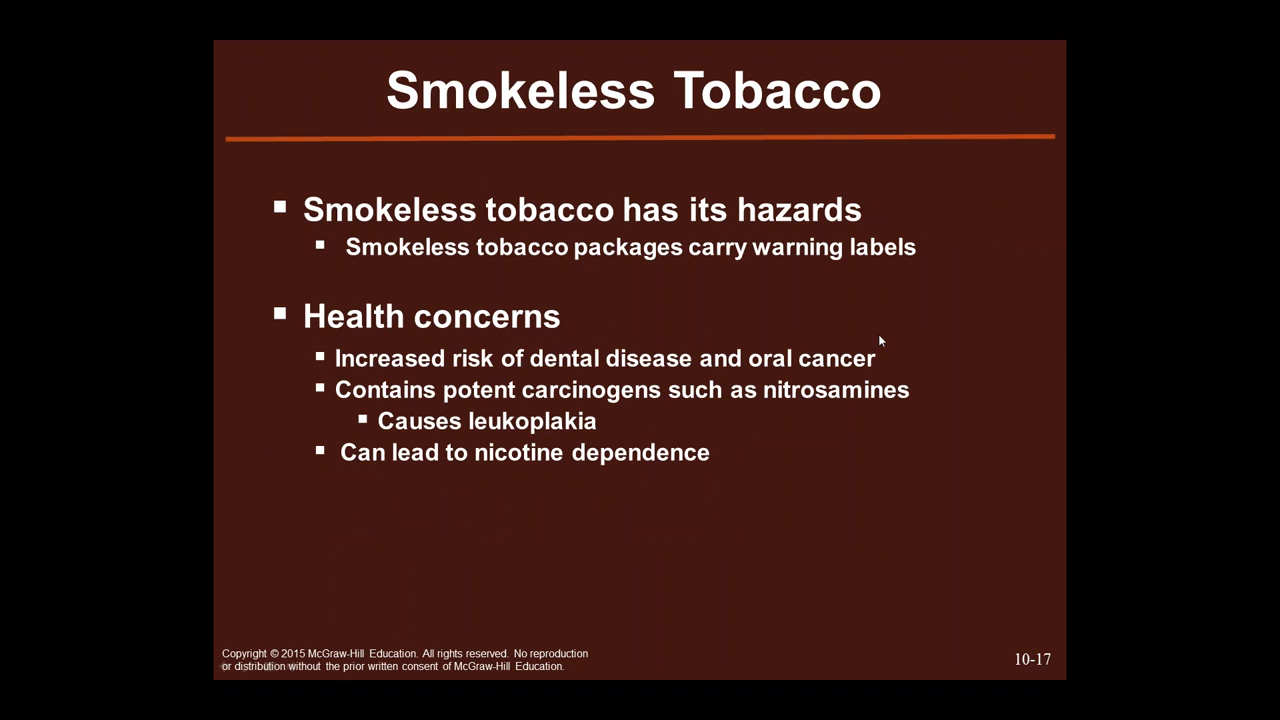 Smokeless Tobacco
Smokeless tobacco has its hazards
Smokeless tobacco packages carry warning labels
Health concerns
Increased risk of dental disease and oral cancer
Contains potent carcinogens such as nitrosamines
Causes leukoplakia
Can lead to nicotine dependence
Copyright © 2015 McGraw-Hill Education. All rights reserved. No reproduction
or distribution without the prior written consent of McGraw-Hill Education.
10-17